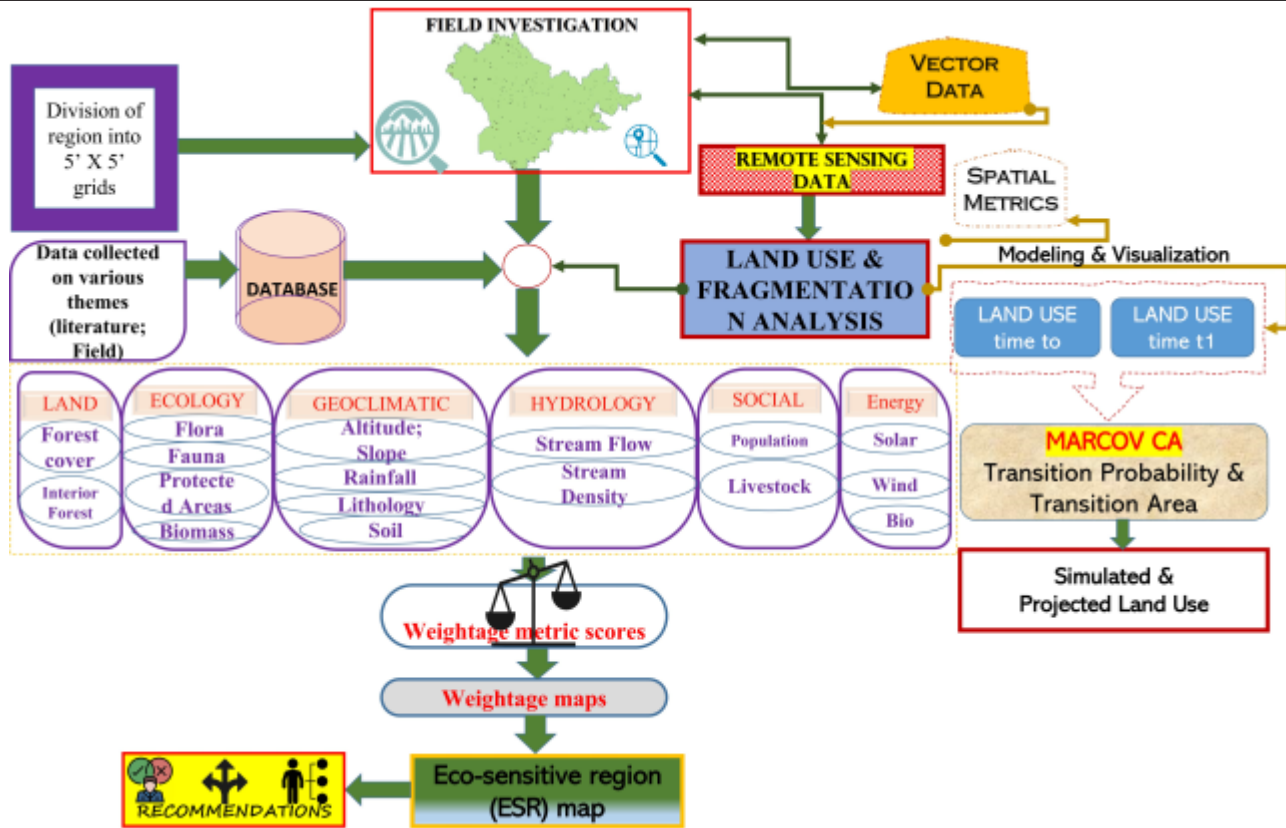 FIELD INVESTIGATION
VECTOR
DATA
Division of
region into
5' X 5'
grids
REMOTE SENSING
DATA
SPATIAL
METRICS
Data collected
on various
themes
(literature;
Field)
DATABASE
LAND USE &
FRAGMENTATIO
N ANALYSIS
Modeling & Visualization
LAND USE
time to
LAND USE
time t1
LAND
Forest
cover
Interior
Forest
ECOLOGY
Flora
Fauna
Protecte
d Areas
Biomass
GEOCLIMATIC
Altitude;
Slope
Rainfall
Lithology
Soil
HYDROLOGY
Stream Flow
Stream
Density
SOCIAL
Population
Livestock
Energy
Solar
Wind
Bio
MARCOV CA
Transition Probability &
Transition Area
Simulated &
Projected Land Use
Weightage metric scores
Weightage maps
Eco-sensitive region
(ESR) map
RECOMMENDATIONS